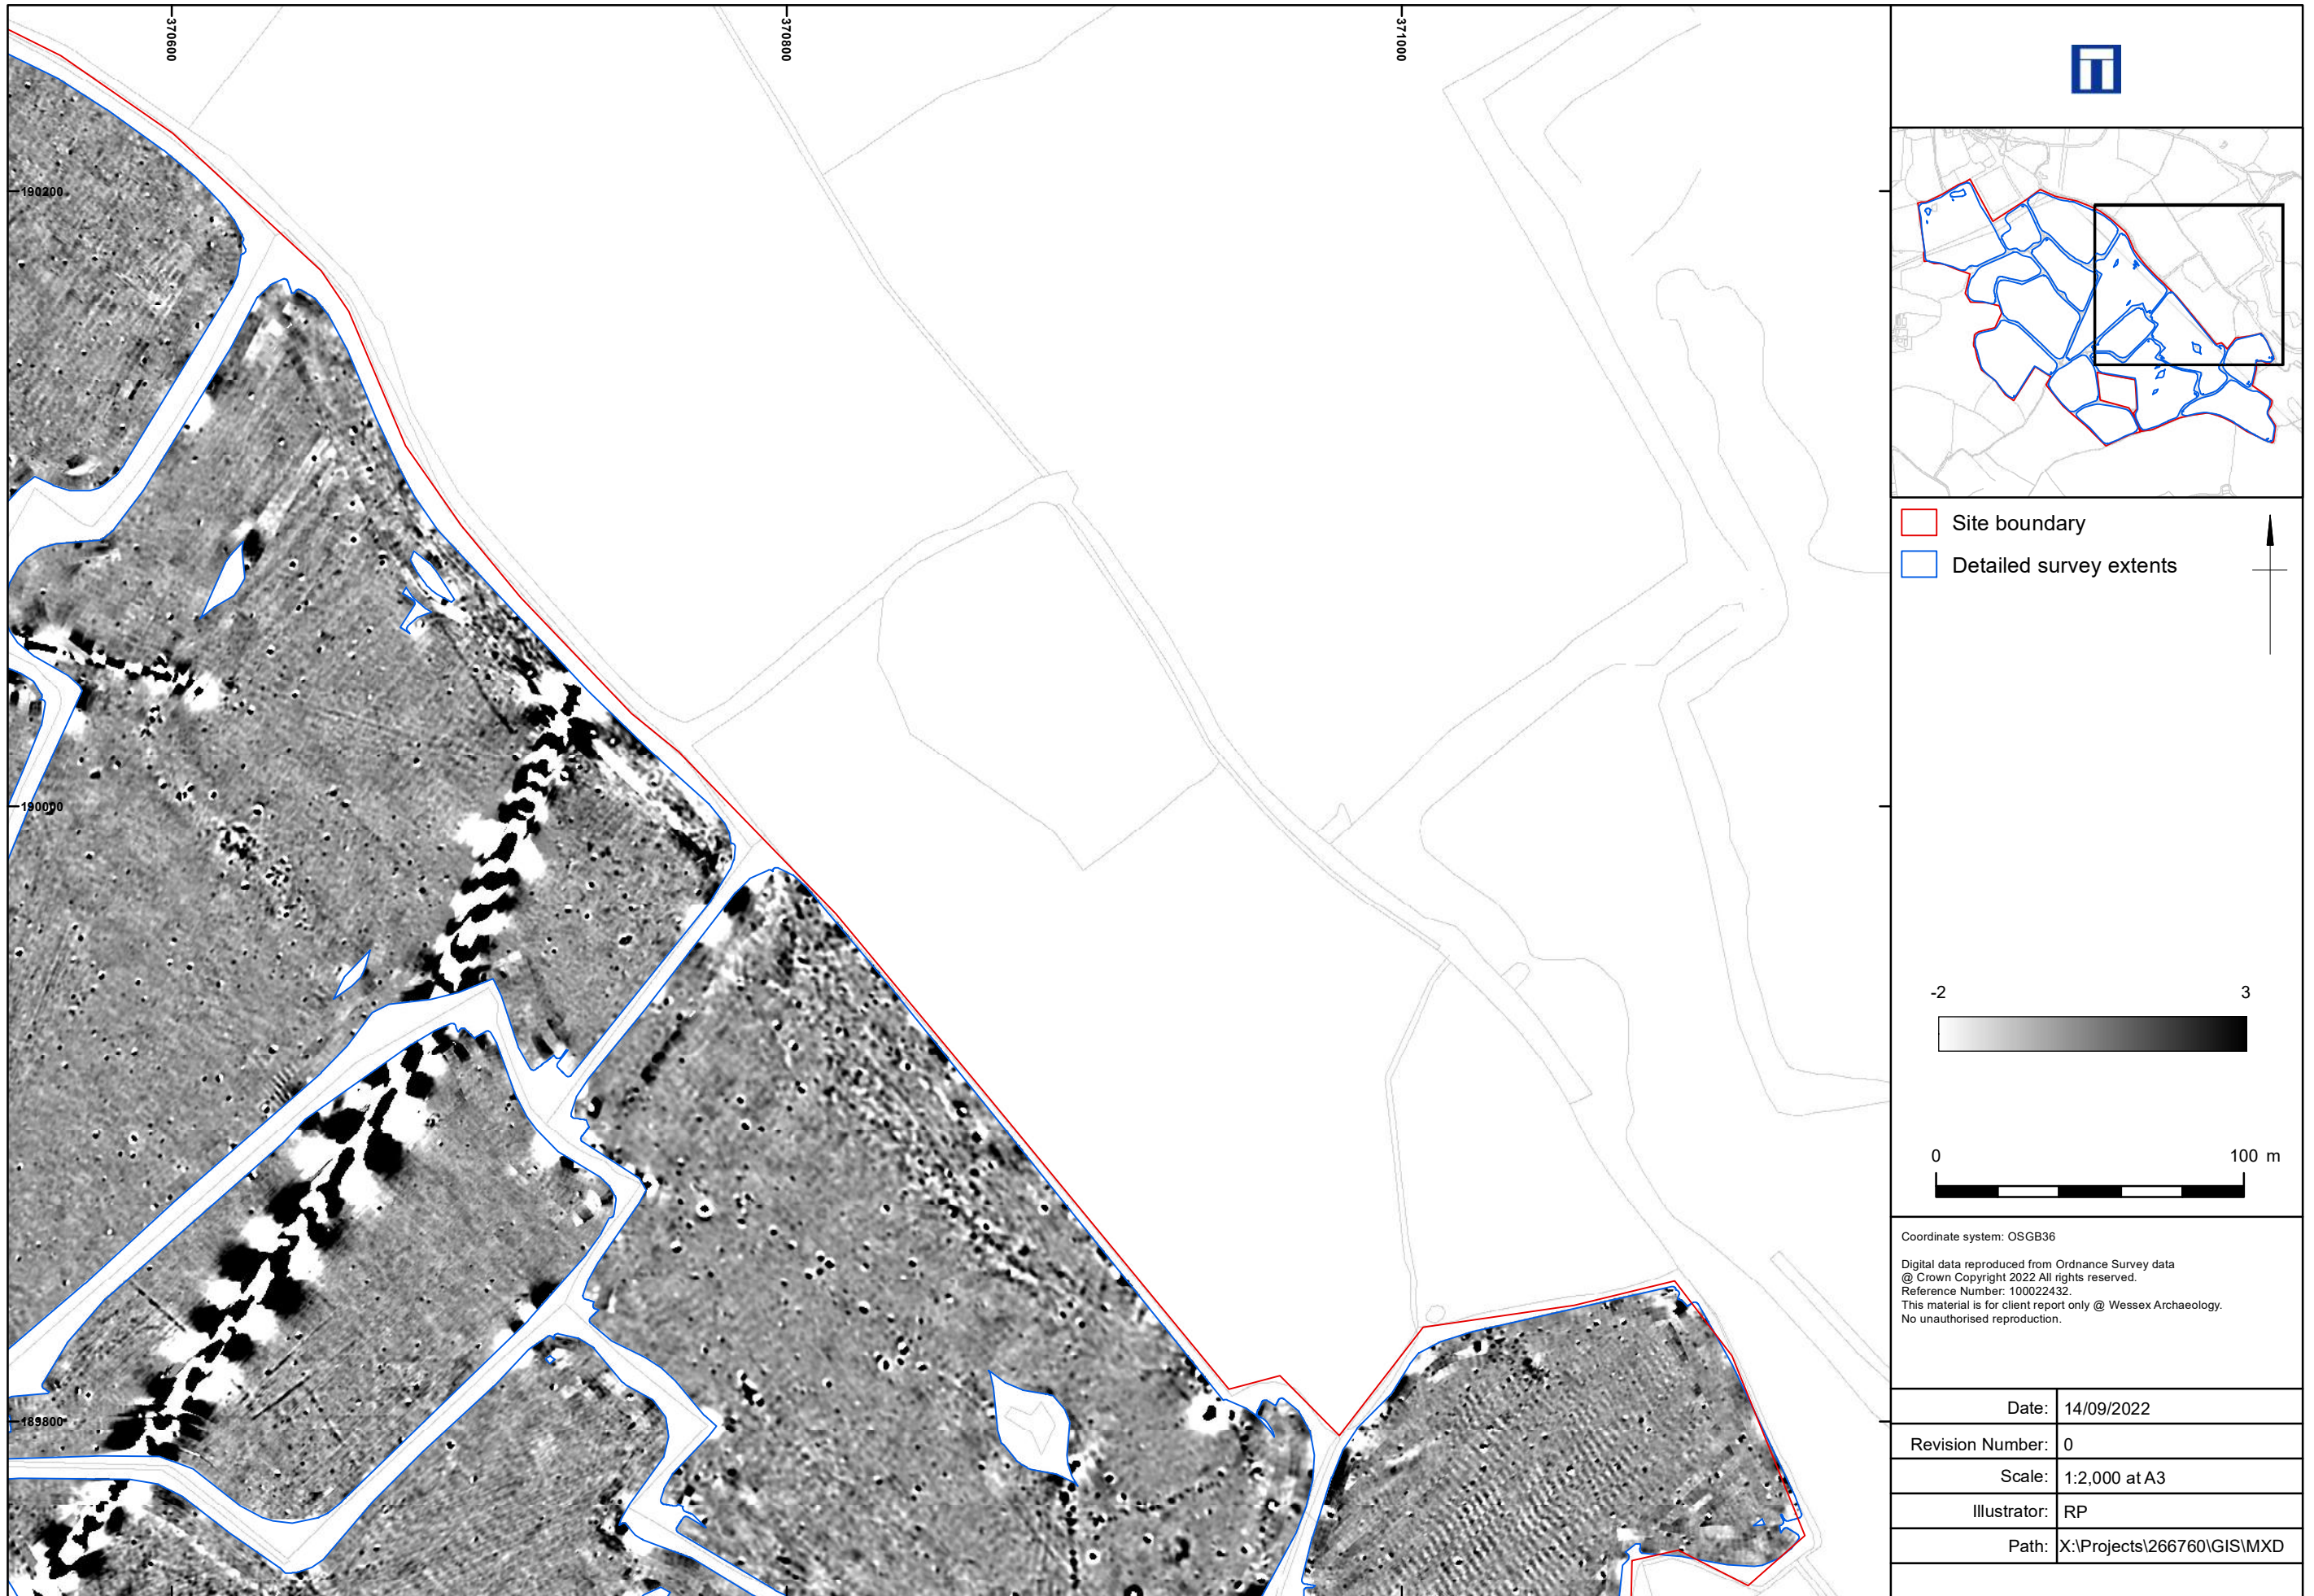 370600
370800
371000
190200
190000
189800
Site boundary
Detailed survey extents
-2 3
0 100 m
Coordinate system: OSGB36
Digital data reproduced from Ordnance Survey data
@ Crown Copyright 2022 All rights reserved.
Reference Number: 100022432.
This material is for client report only @ Wessex Archaeology.
No unauthorised reproduction.
Date: 14/09/2022
Revision Number: 0
Scale: 1:2,000 at A3
Illustrator: RP
Path: X:\Projects\266760\GIS\MXD